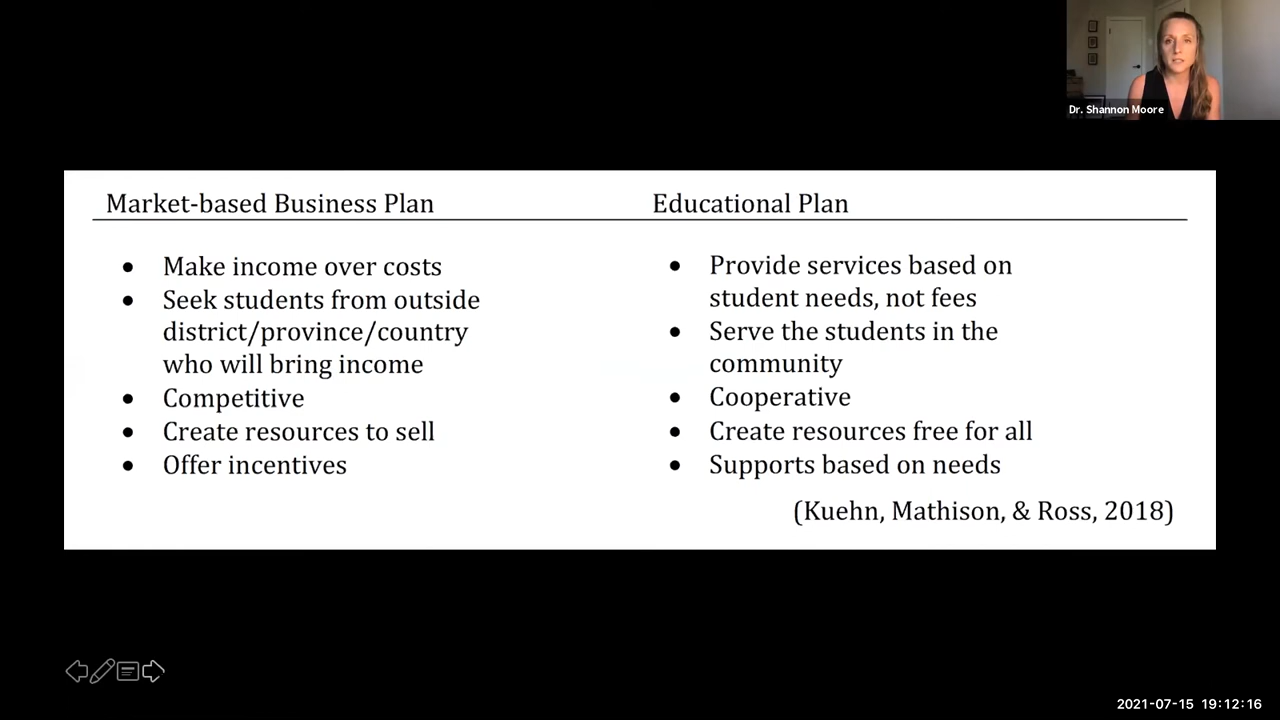 Dr. Shannon Moore
Market-based Business Plan
• Make income over costs
• Seek students from outside
district/province/country
who will bring income
• Competitive
• Create resources to sell
• Offer incentives
Educational Plan
• Provide services based on
student needs, not fees
• Serve the students in the
community
• Cooperative
• Create resources free for all
• Supports based on needs
(Kuehn, Mathison, & Ross, 2018)
2021-07-15 19:12:16